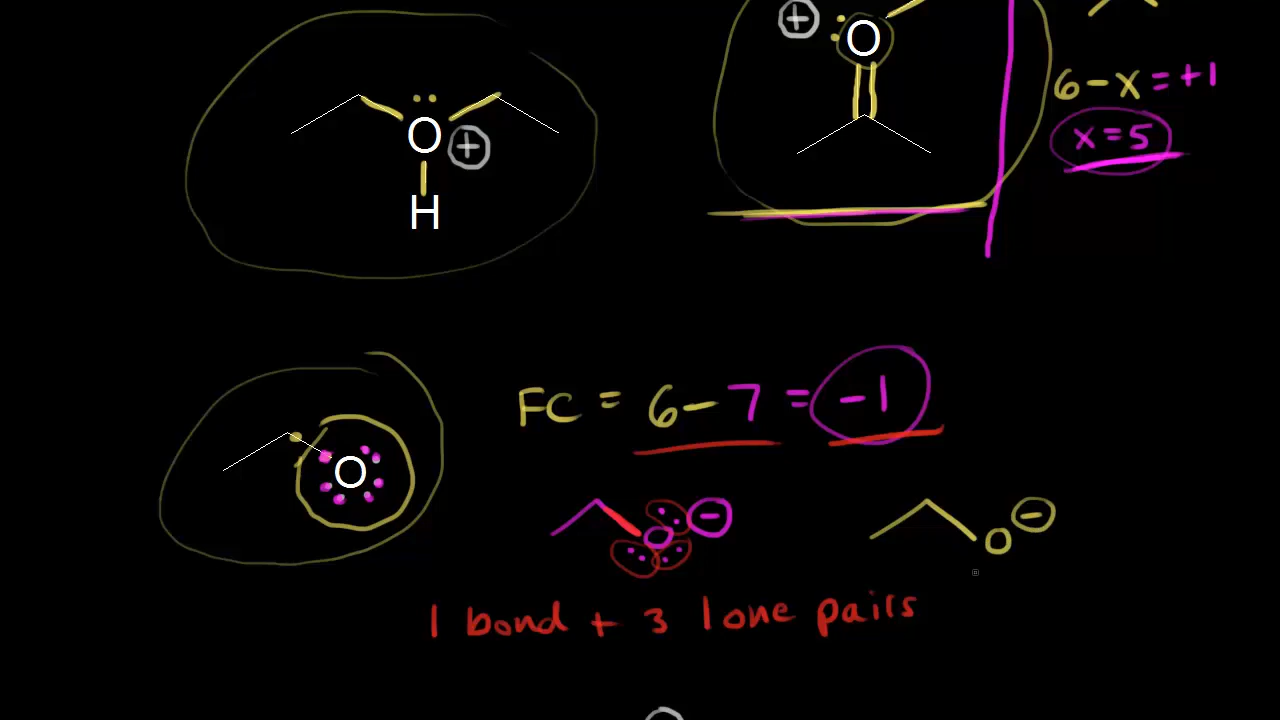 + O
6-x=+1
x=5
O +
H
O
FC = 6-7 = -1
O - O -
1 bond + 3 lone pairs